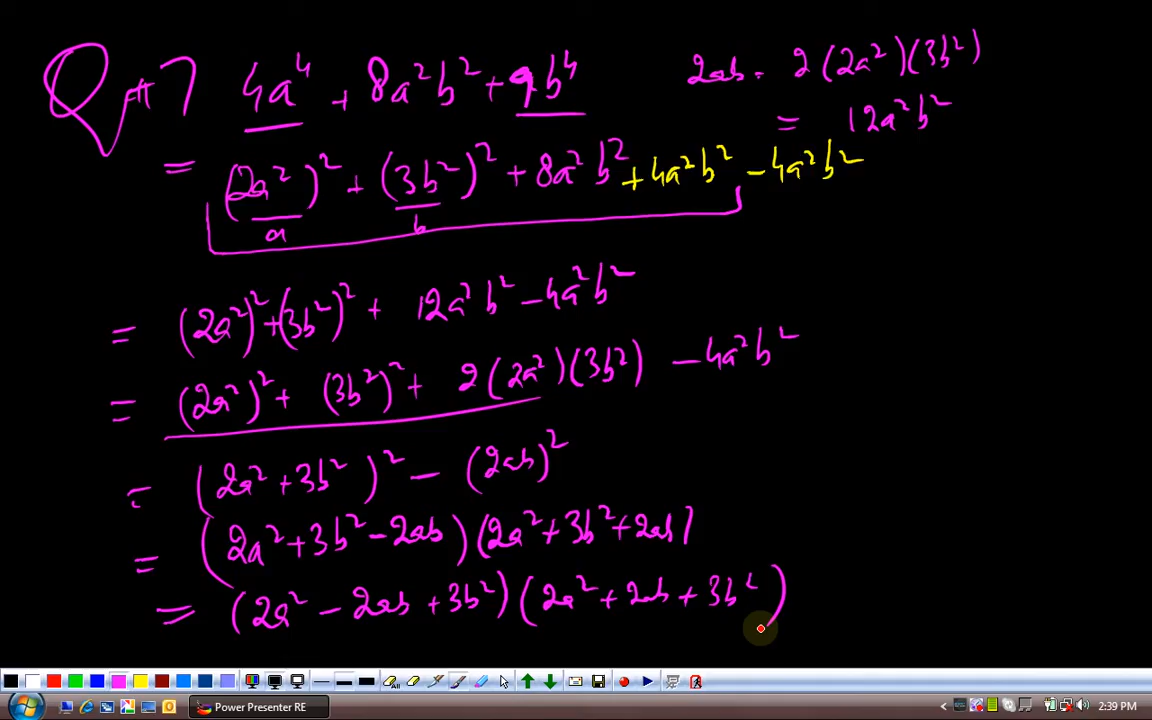 Q#7 4a⁴ + 8a²b² + 9b⁴
2ab = 2(2a²)(3b²)
= 12a²b²
= (2a²)² + (3b²)² + 8a²b² + 4a²b² - 4a²b²
a b
= (2a²)² + (3b²)² + 12a²b² - 4a²b²
= (2a²)² + (3b²)² + 2(2a²)(3b²) - 4a²b²
= (2a² + 3b²)² - (2ab)²
= (2a² + 3b² - 2ab)(2a² + 3b² + 2ab)
= (2a² - 2ab + 3b²)(2a² + 2ab + 3b²)
All
Power Presenter RE
2:39 PM